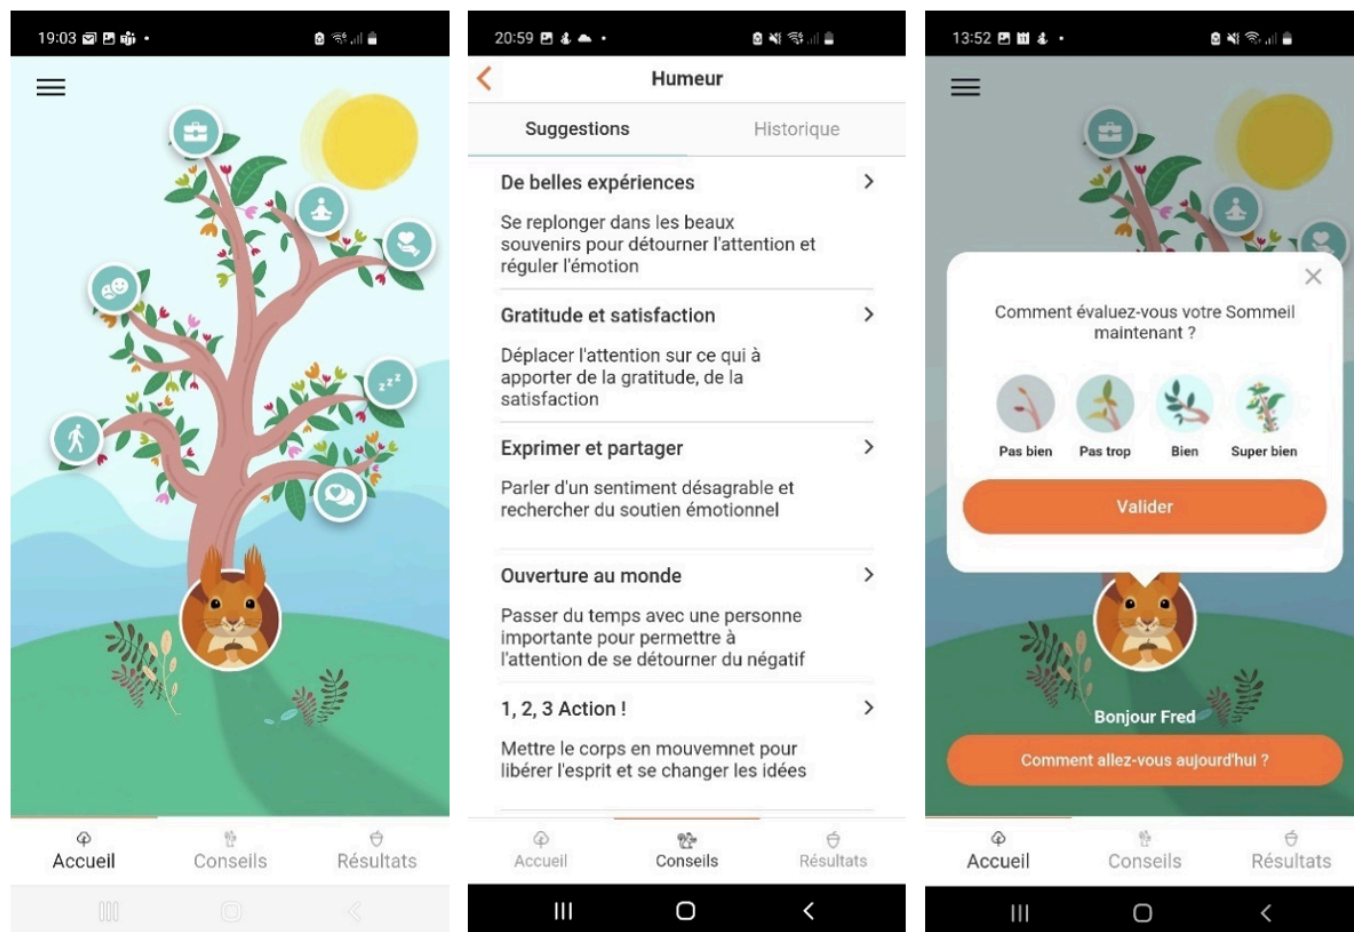 19:03
zzz
Accueil
Conseils
Résultats
20:59
Humeur
Suggestions
Historique
De belles expériences
Se replonger dans les beaux
souvenirs pour détourner l'attention et
réguler l'émotion
Gratitude et satisfaction
Déplacer l'attention sur ce qui à
apporter de la gratitude, de la
satisfaction
Exprimer et partager
Parler d'un sentiment désagrable et
rechercher du soutien émotionnel
Ouverture au monde
Passer du temps avec une personne
importante pour permettre à
l'attention de se détourner du négatif
1, 2, 3 Action !
Mettre le corps en mouvemnet pour
libérer l'esprit et se changer les idées
Accueil
Conseils
Résultats
13:52
Comment évaluez-vous votre Sommeil
maintenant ?
Pas bien
Pas trop
Bien
Super bien
Valider
Bonjour Fred
Comment allez-vous aujourd'hui ?
Accueil
Conseils
Résultats